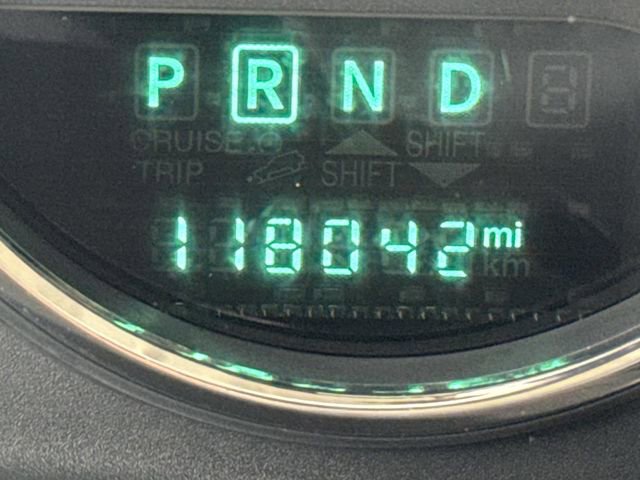 P R N D
CRUISE SHIFT
TRIP SHIFT
118042 mi
km